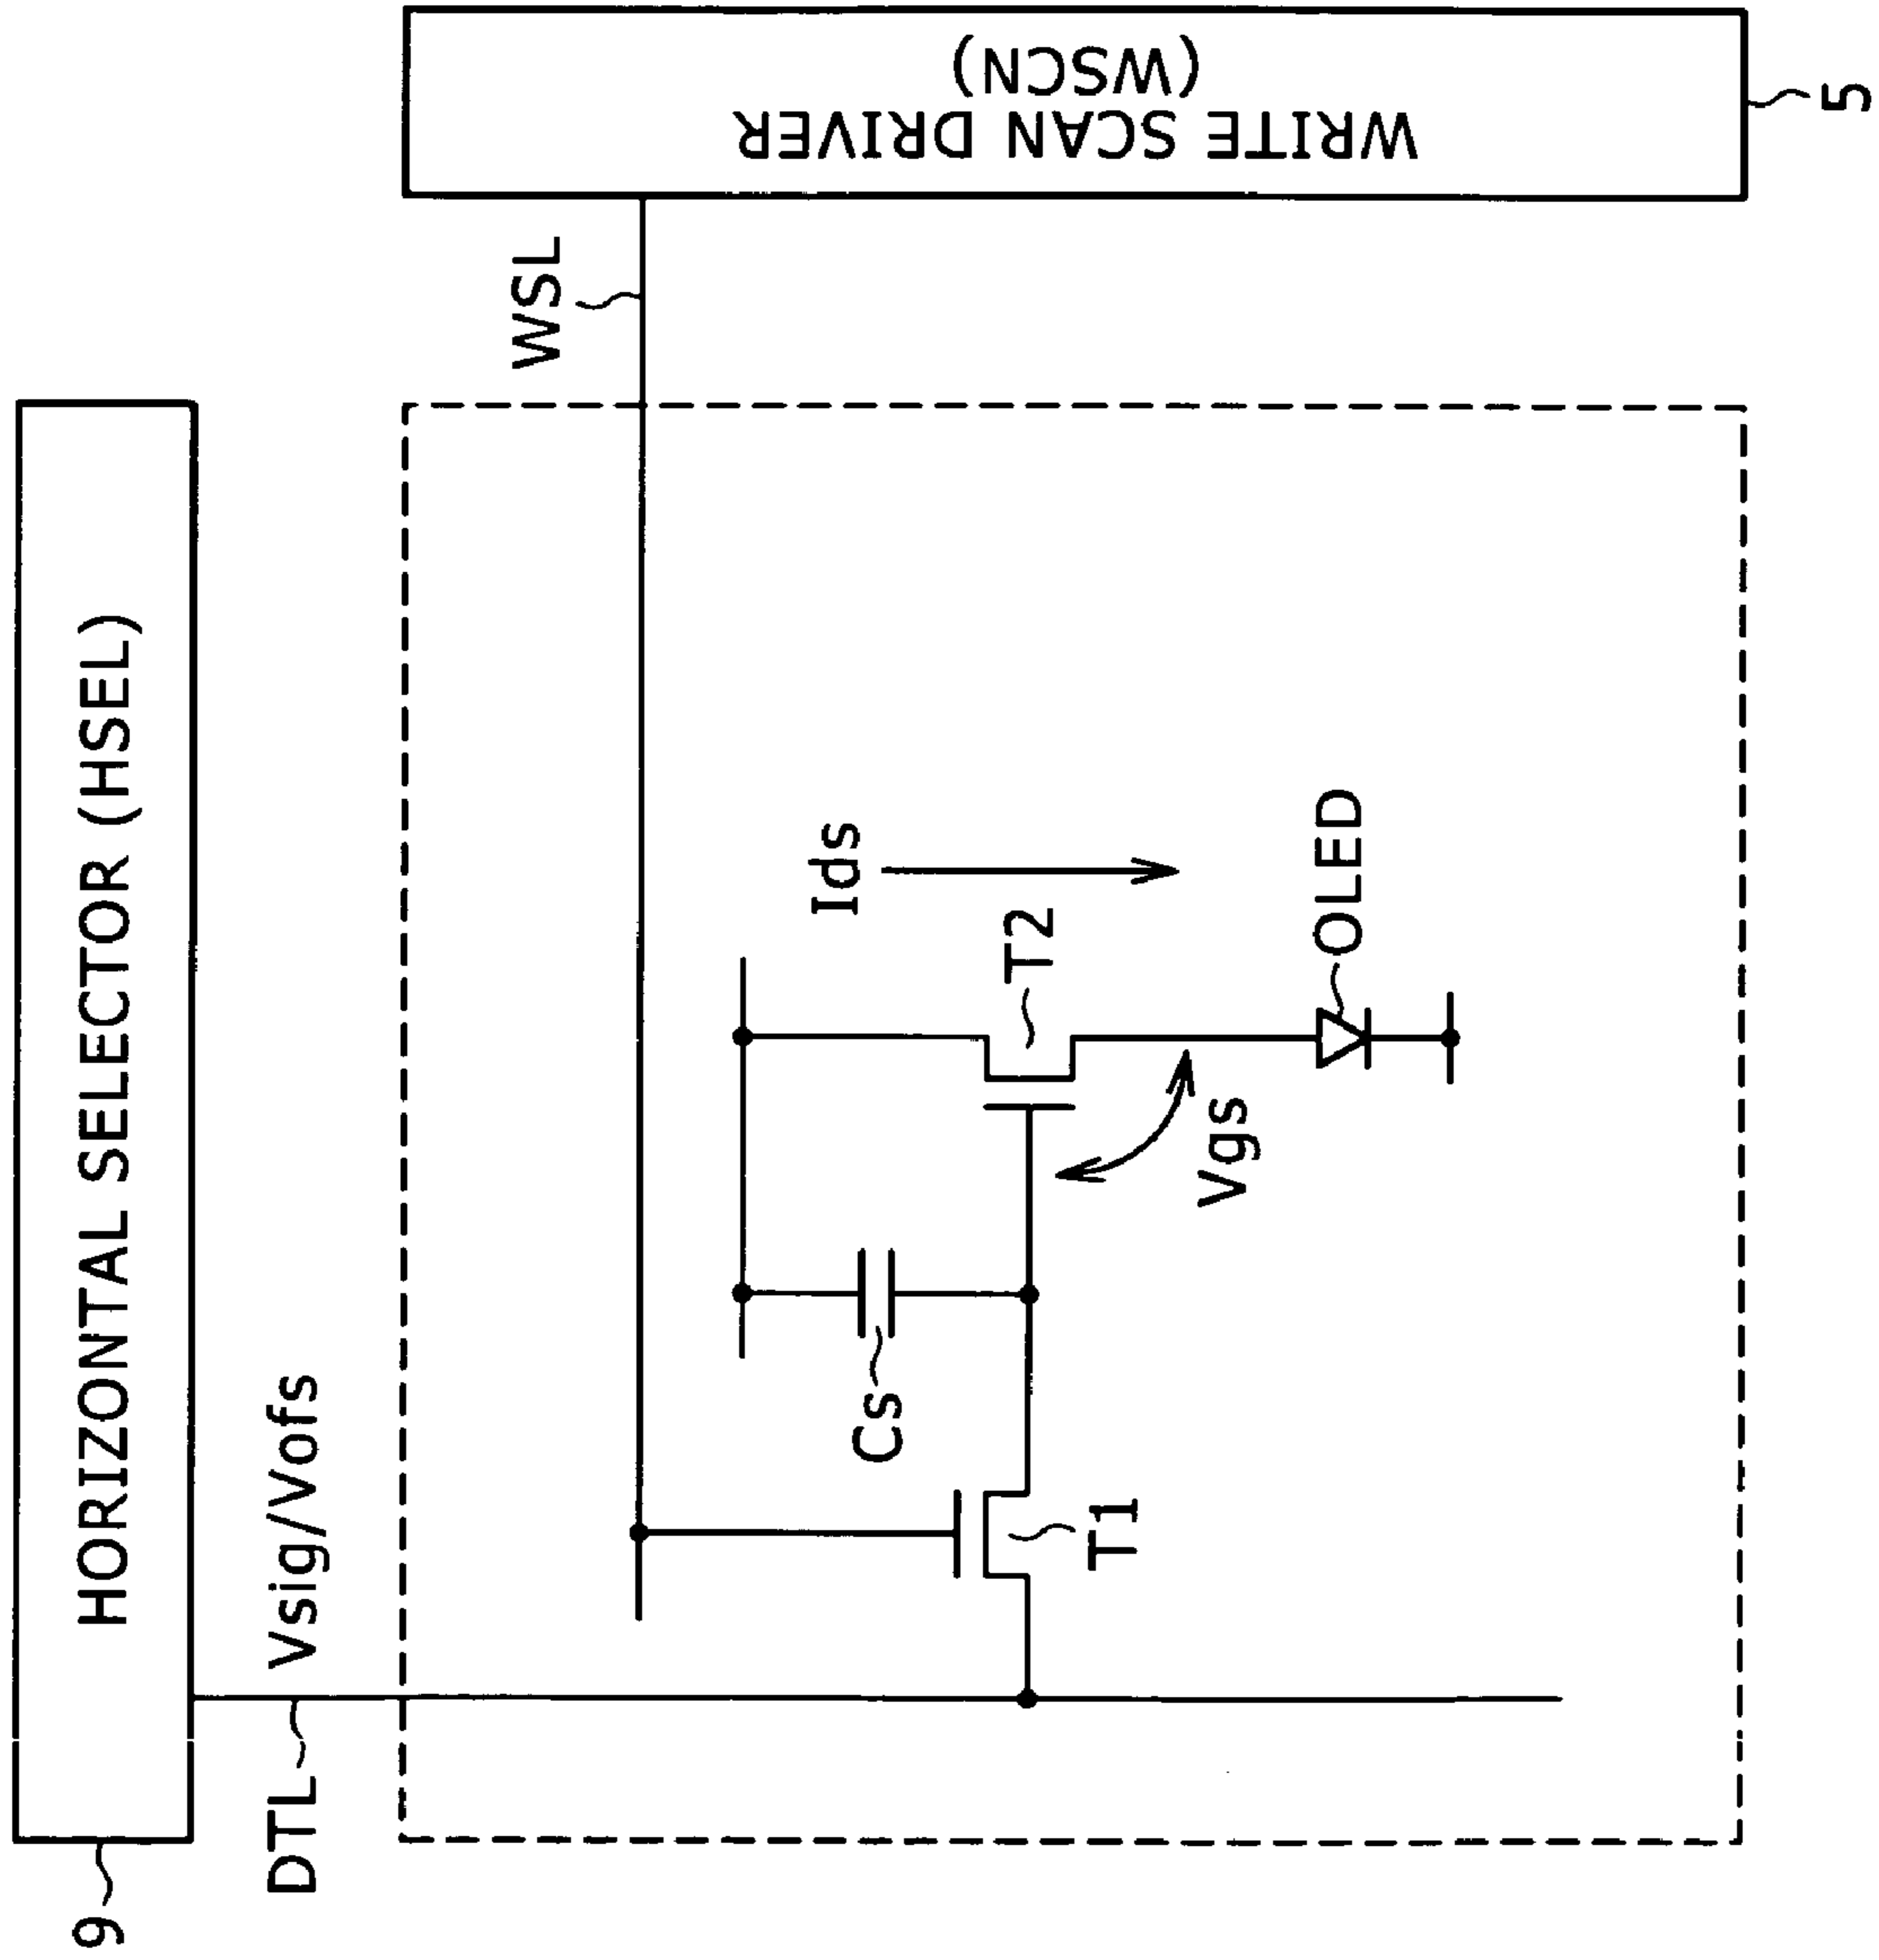 9
HORIZONTAL SELECTOR (HSEL)
DTL
Vsig/Vofs
WSL
WRITE SCAN DRIVER
(WSCN)
5
Cs
Ids
T1
T2
Vgs
OLED